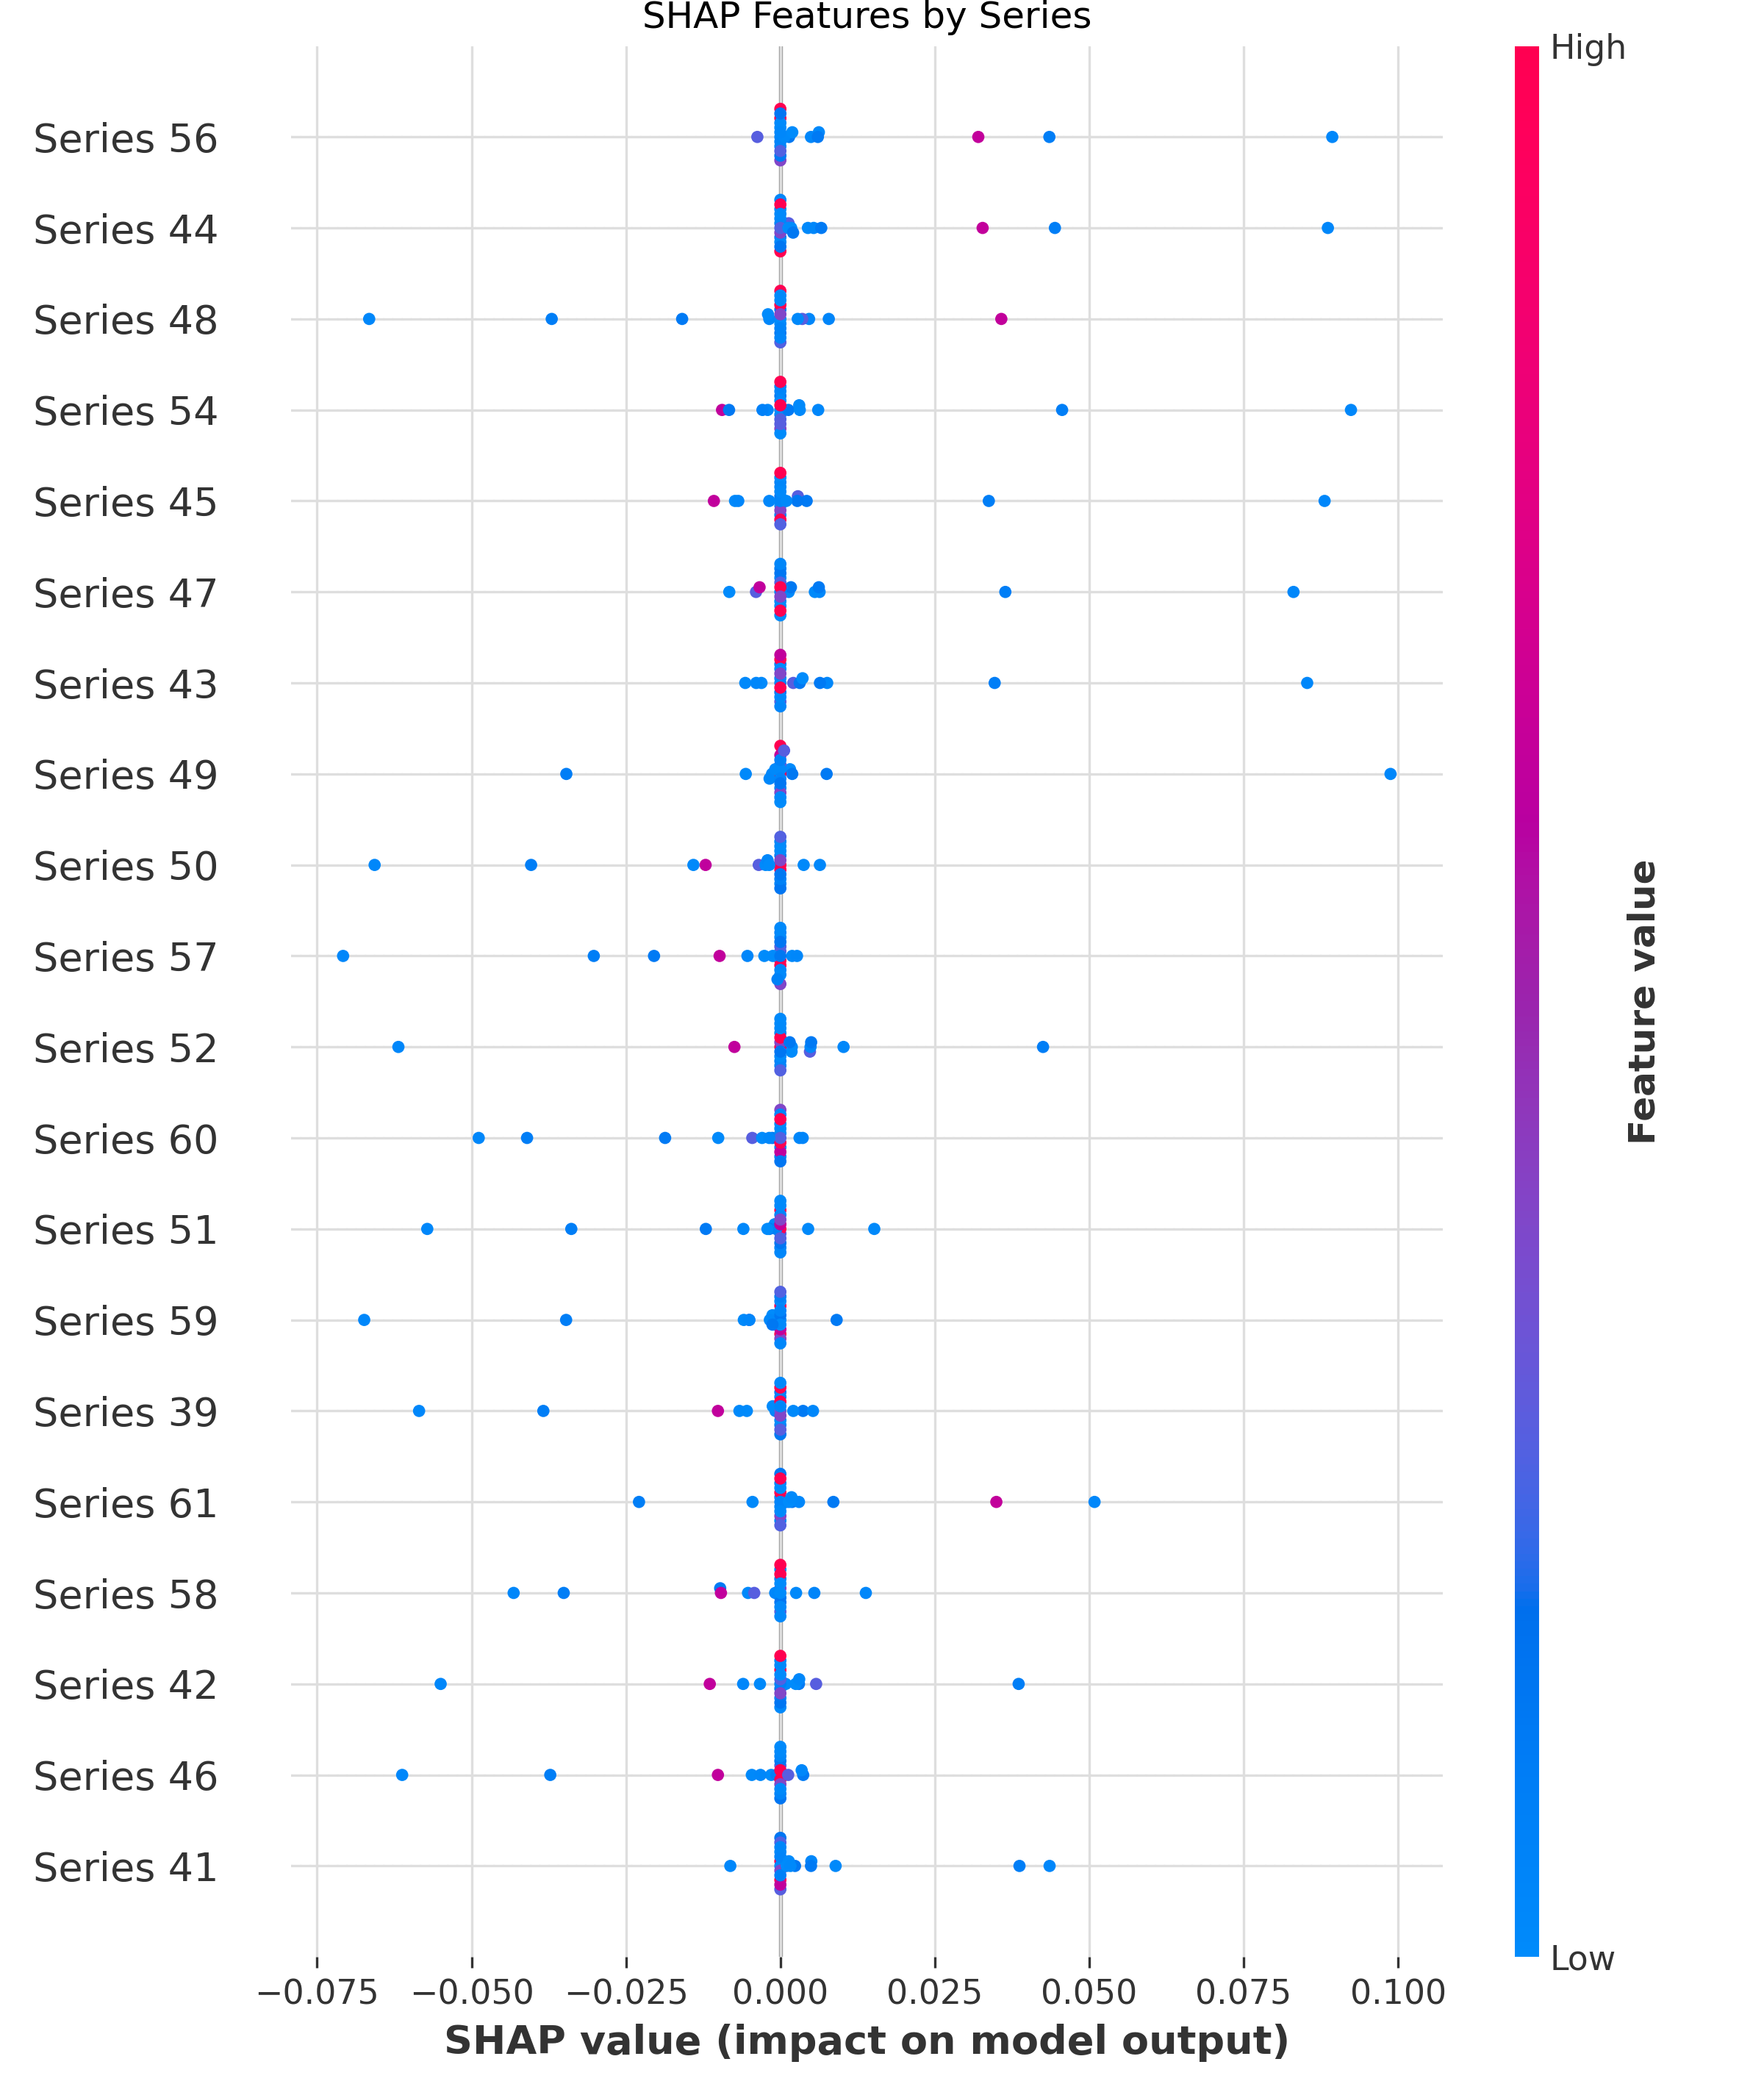 SHAP Features by Series
High
Series 56
Series 44
Series 48
Series 54
Series 45
Series 47
Series 43
Series 49
Series 50
Series 57
Series 52
Series 60
Series 51
Series 59
Series 39
Series 61
Series 58
Series 42
Series 46
Series 41
Feature value
Low
−0.075 −0.050 −0.025 0.000 0.025 0.050 0.075 0.100
SHAP value (impact on model output)